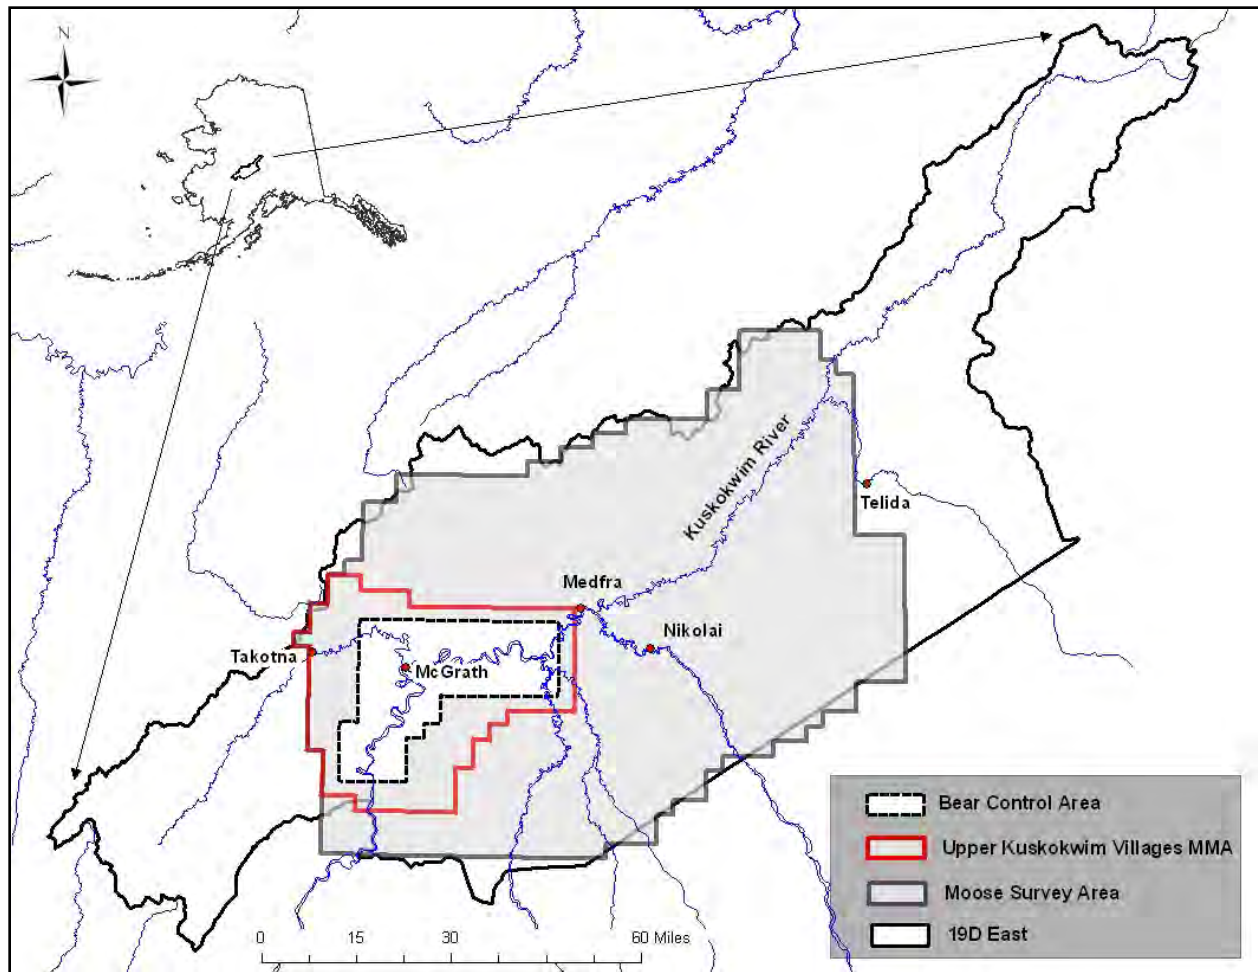 N
Kuskokwim River
Telida
Medfra
Nikolai
Takotna
McGrath
Bear Control Area
Upper Kuskokwim Villages MMA
Moose Survey Area
19D East
0 15 30 60 Miles